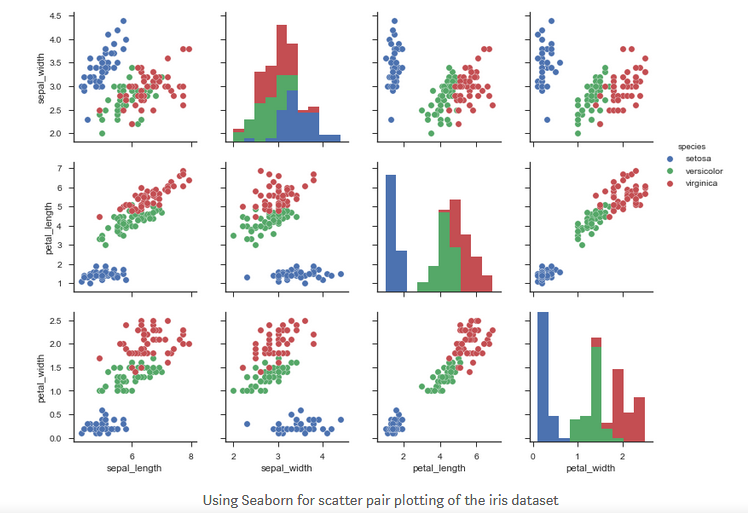 4.5
4.0
3.5
3.0
2.5
2.0
sepal_width
species
setosa
versicolor
virginica
7
6
5
4
3
2
1
petal_length
2.5
2.0
1.5
1.0
0.5
0.0
petal_width
6 8
2 3 4
2 4 6
0 1 2
sepal_length
sepal_width
petal_length
petal_width
Using Seaborn for scatter pair plotting of the iris dataset